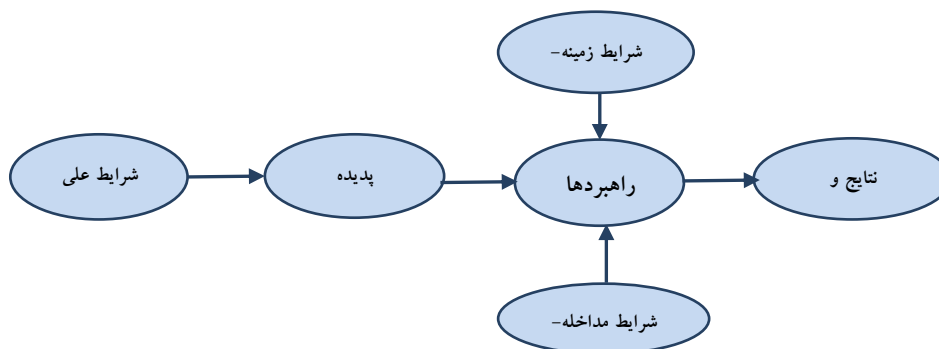 شرایط زمینه-
شرایط علی
پدیده
راهبردها
نتایج و
شرایط مداخله-